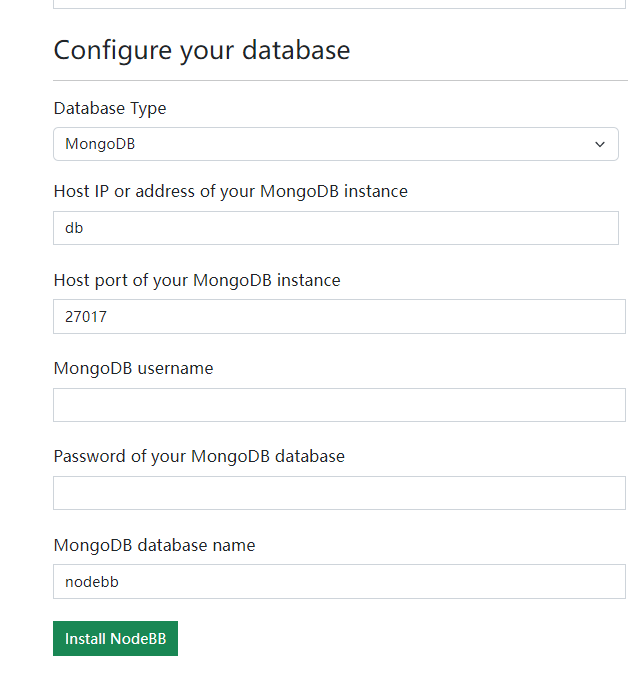 Configure your database
Database Type
MongoDB
Host IP or address of your MongoDB instance
db
Host port of your MongoDB instance
27017
MongoDB username
Password of your MongoDB database
MongoDB database name
nodebb
Install NodeBB